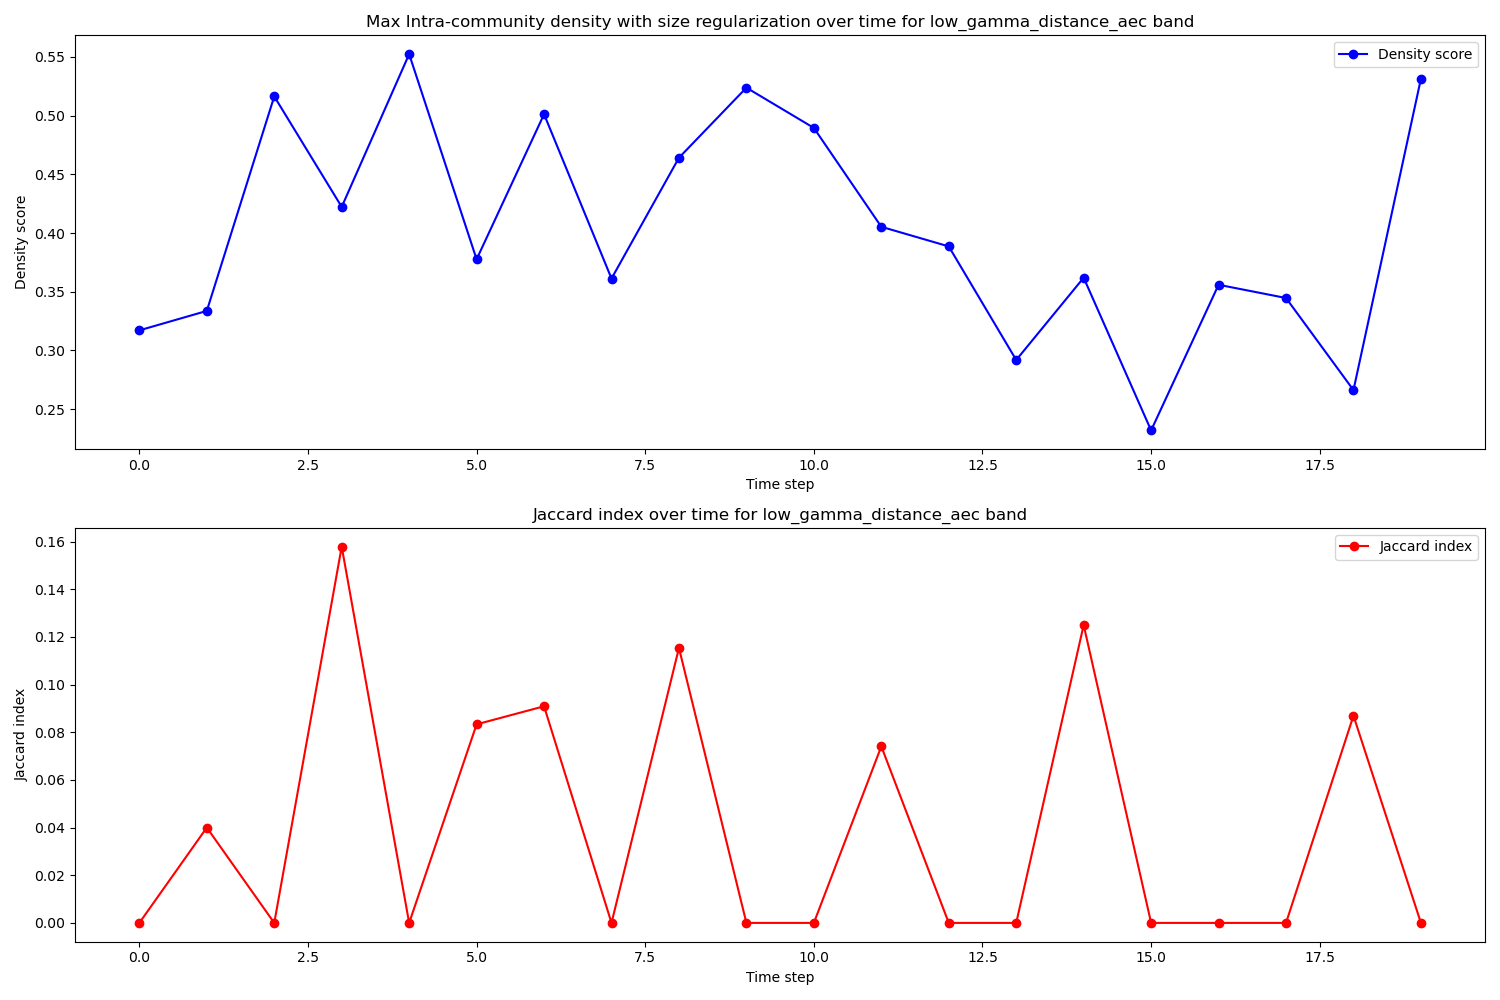 Max Intra-community density with size regularization over time for low_gamma_distance_aec band
Density score
0.55
0.50
0.45
0.40
0.35
0.30
0.25
Density score
0.0 2.5 5.0 7.5 10.0 12.5 15.0 17.5
Time step
Jaccard index over time for low_gamma_distance_aec band
Jaccard index
0.16
0.14
0.12
0.10
0.08
0.06
0.04
0.02
0.00
Jaccard index
0.0 2.5 5.0 7.5 10.0 12.5 15.0 17.5
Time step